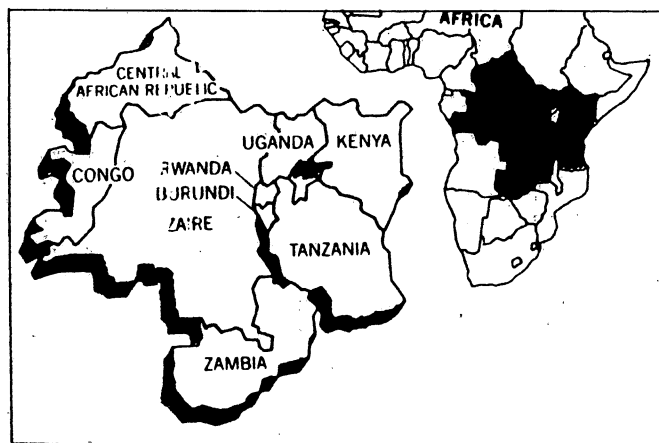 AFRICA
CENTRAL
AFRICAN REPUBLIC
UGANDA
KENYA
CONGO
RWANDA
BURUNDI
ZAIRE
TANZANIA
ZAMBIA